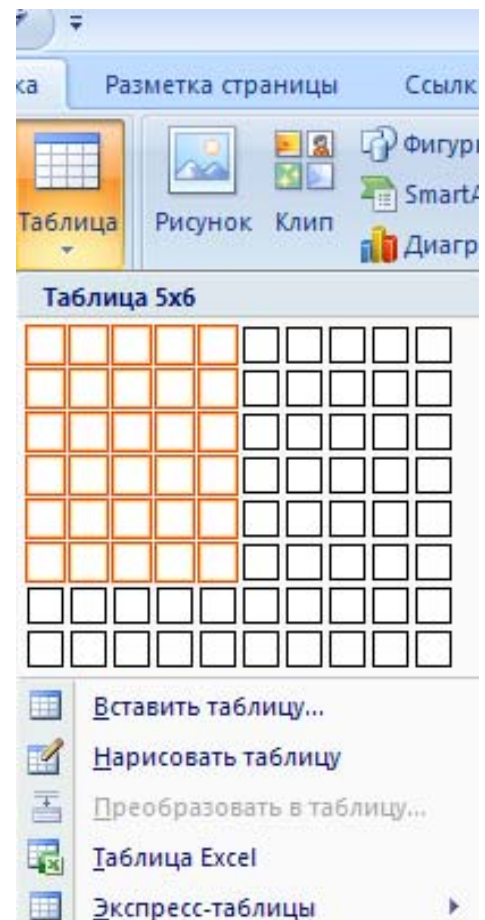 ка Разметка страницы Ссылк
Таблица Рисунок Клип
Фигуры
SmartA
Диагр
Таблица 5x6
Вставить таблицу...
Нарисовать таблицу
Преобразовать в таблицу...
Таблица Excel
Экспресс-таблицы